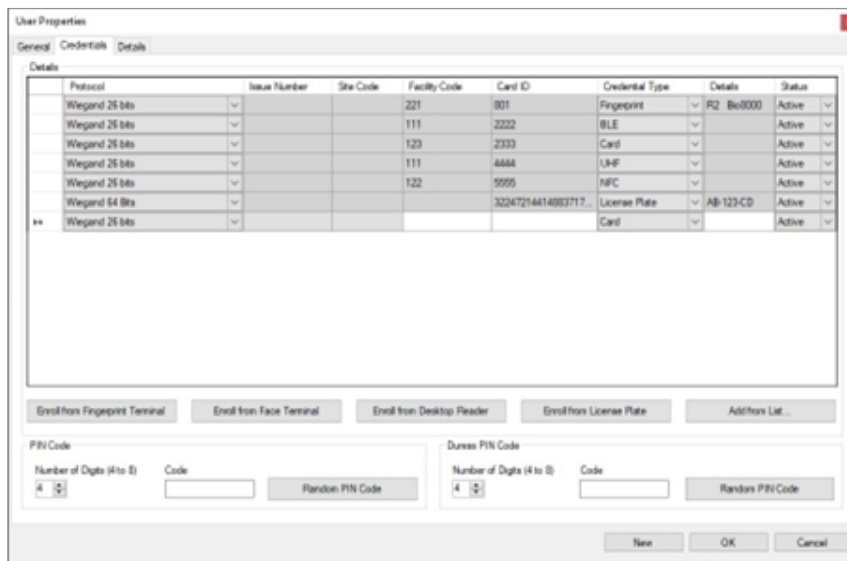 User Properties
General Credentials Details
Details
Protocol Issue Number Site Code Facility Code Card ID Credential Type Details Status
Wiegand 26 bits 221 801 Fingerprint R2 Bio8000 Active
Wiegand 26 bits 111 2222 BLE Active
Wiegand 26 bits 123 2333 Card Active
Wiegand 26 bits 111 4444 UHF Active
Wiegand 26 bits 122 5555 NFC Active
Wiegand 64 Bits License Plate AB-123-CD Active
Wiegand 26 bits Card Active
Enroll from Fingerprint Terminal Enroll from Face Terminal Enroll from Desktop Reader Enroll from License Plate Add from List...
PIN Code Duress PIN Code
Number of Digits (4 to 8) Code Number of Digits (4 to 8) Code
4 Random PIN Code 4 Random PIN Code
New OK Cancel